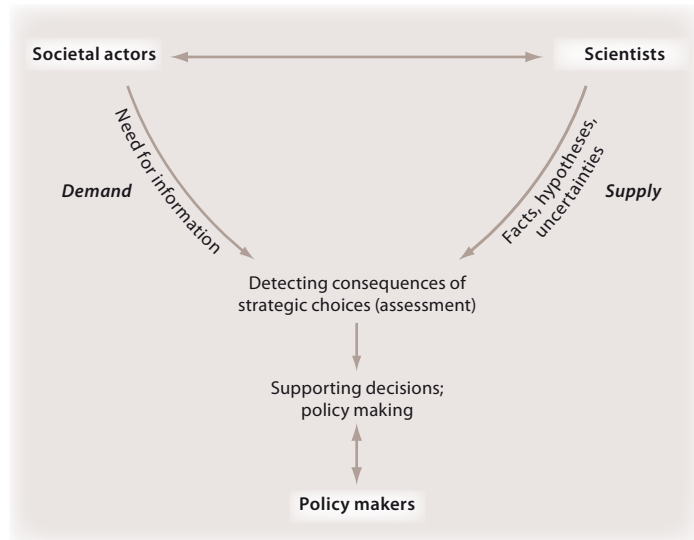 Societal actors
Scientists
Need for information
Facts, hypotheses,
uncertainties
Demand
Supply
Detecting consequences of
strategic choices (assessment)
Supporting decisions;
policy making
Policy makers